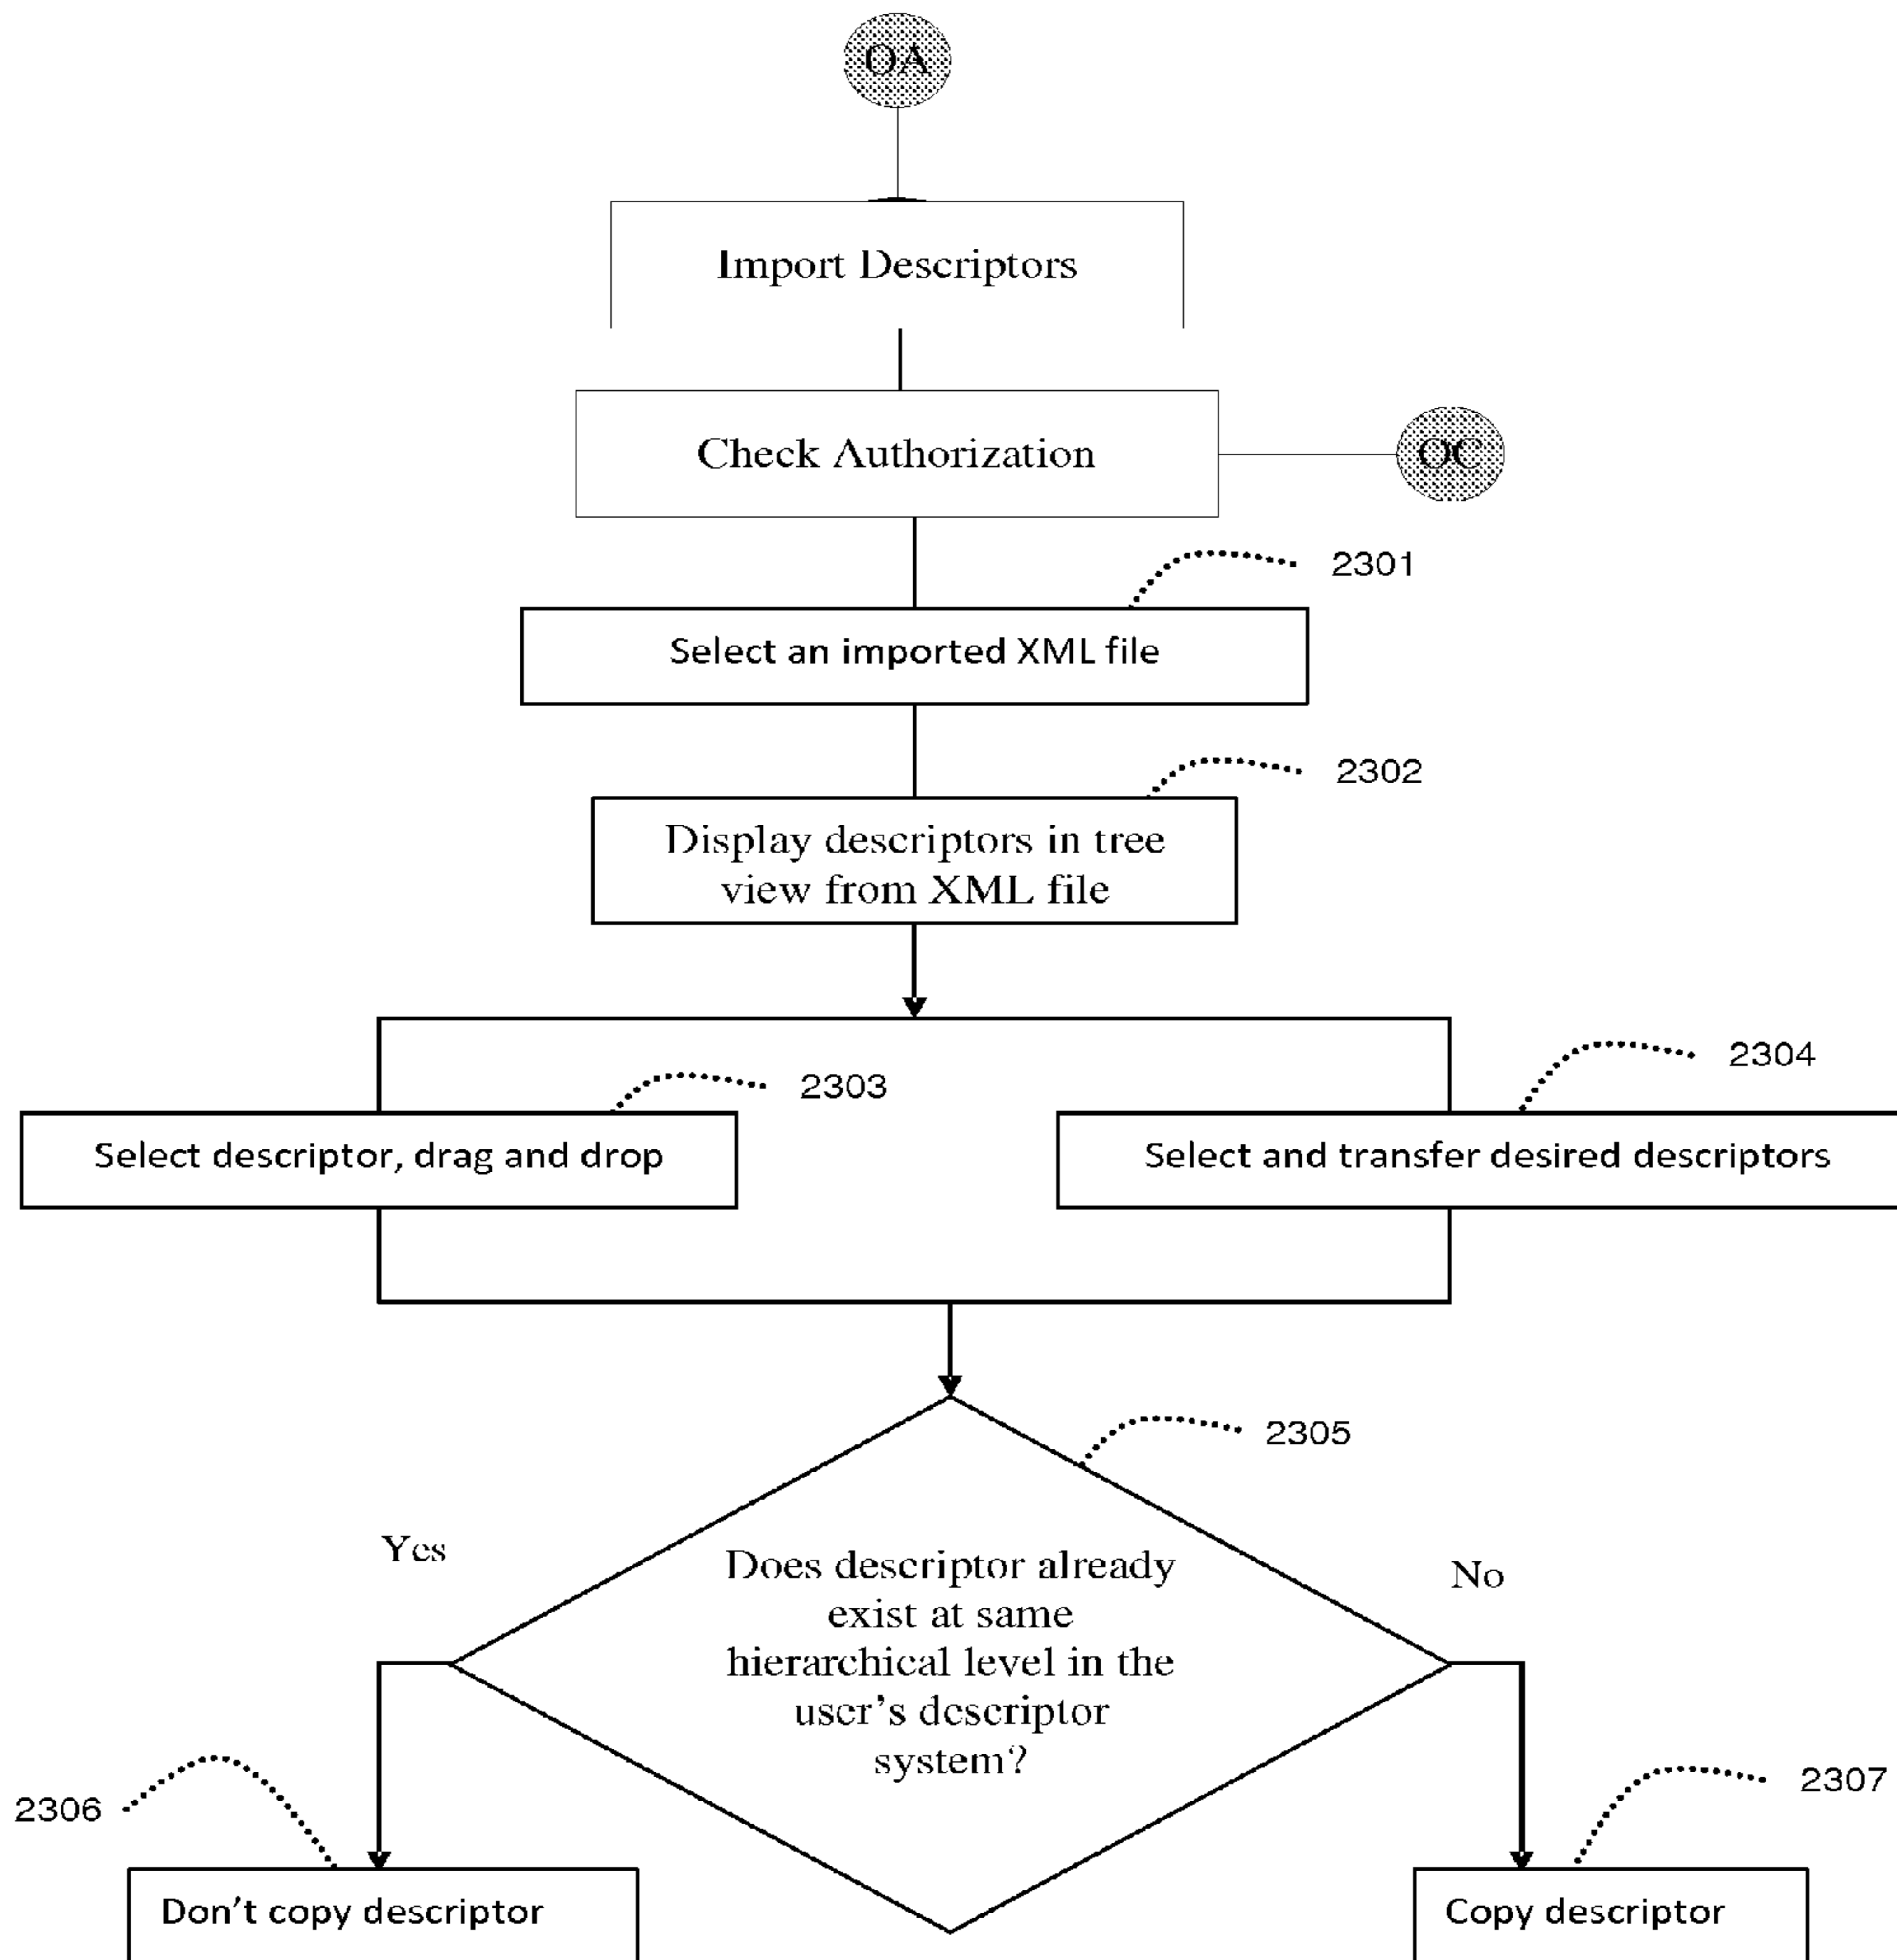 OA
Import Descriptors
Check Authorization
OC
2301
Select an imported XML file
2302
Display descriptors in tree
view from XML file
2303
2304
Select descriptor, drag and drop
Select and transfer desired descriptors
2305
Yes
No
Does descriptor already
exist at same
hierarchical level in the
user's descriptor
system?
2306
2307
Don't copy descriptor
Copy descriptor